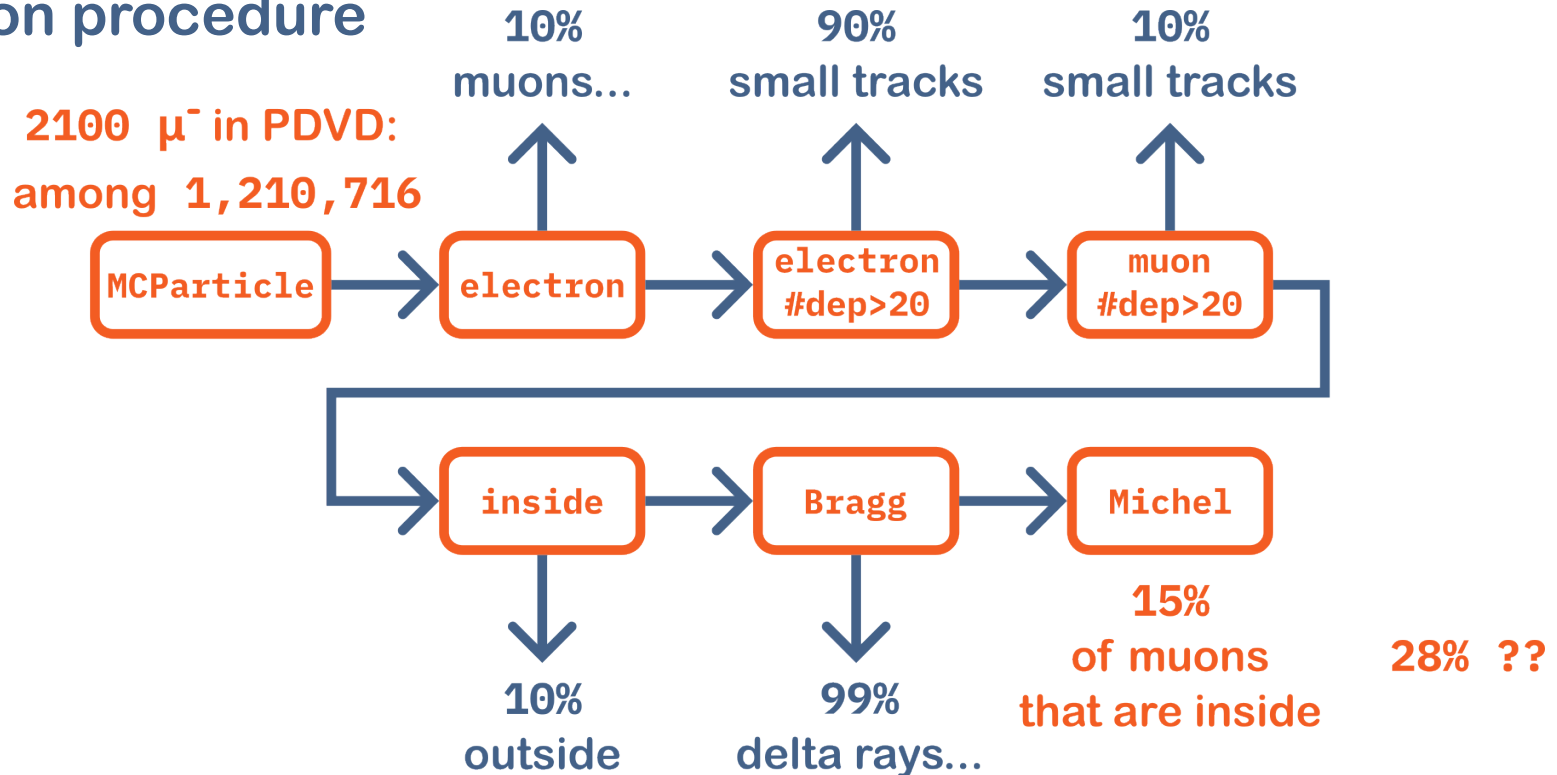 on procedure
2100 μ⁻ in PDVD:
among 1,210,716
10%
muons...
90%
small tracks
10%
small tracks
MCParticle
electron
electron
#dep>20
muon
#dep>20
inside
Bragg
Michel
10%
outside
99%
delta rays...
15%
of muons
that are inside
28% ??